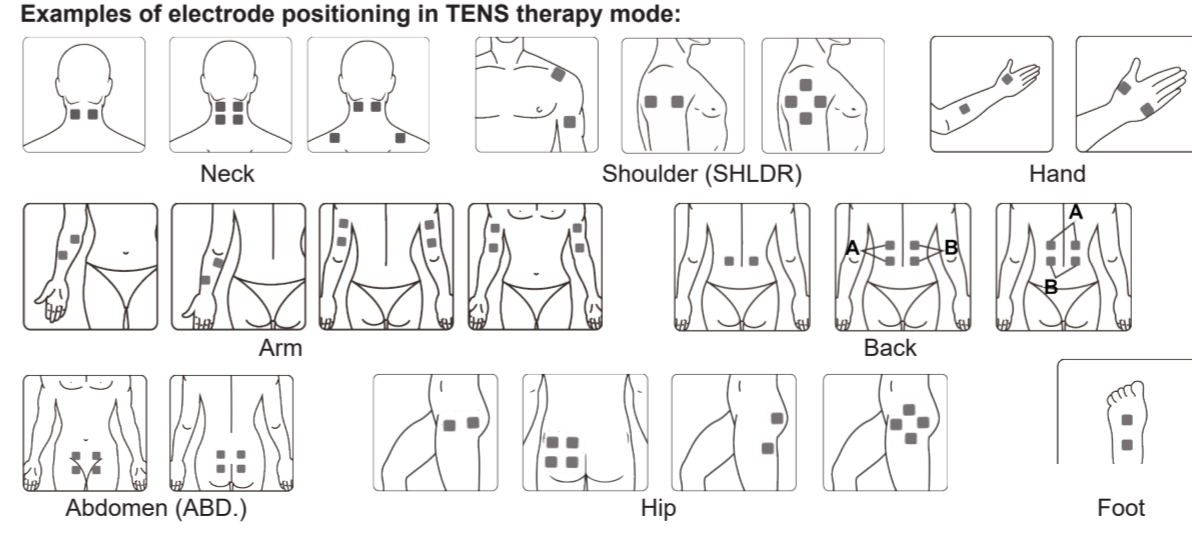 Examples of electrode positioning in TENS therapy mode:
Neck
Shoulder (SHLDR)
Hand
A
B
A
B
Arm
Back
Abdomen (ABD.)
Hip
Foot